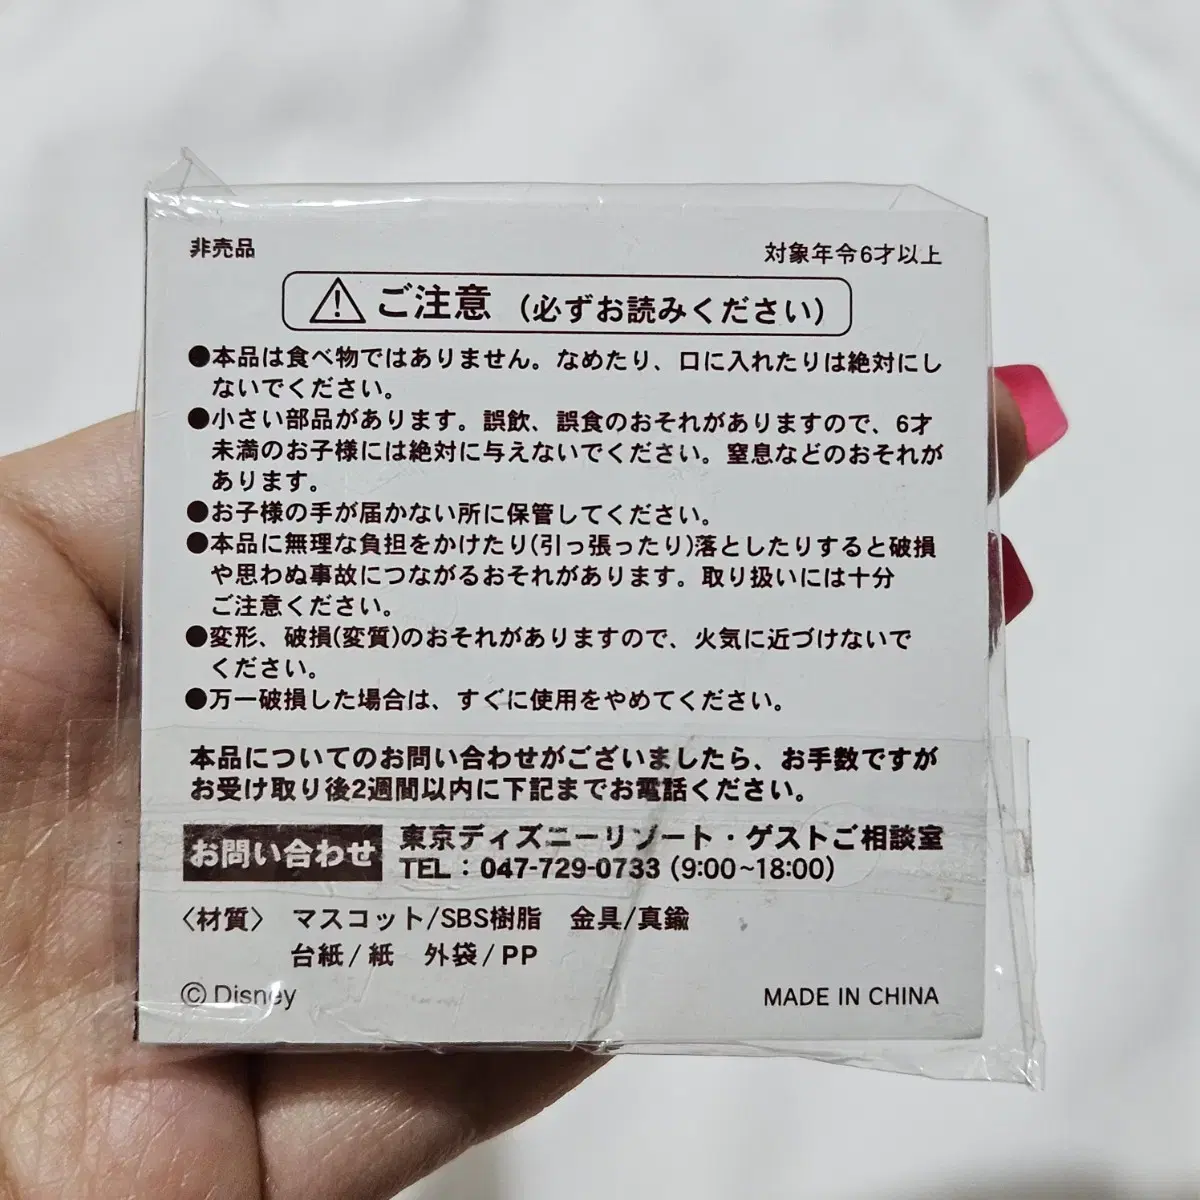 非売品
対象年令6才以上
ご注意 (必ずお読みください)
●本品は食べ物ではありません。なめたり、口に入れたりは絶対にし
ないでください。
●小さい部品があります。誤飲、誤食のおそれがありますので、6才
未満のお子様には絶対に与えないでください。窒息などのおそれが
あります。
●お子様の手が届かない所に保管してください。
●本品に無理な負担をかけたり(引っ張ったり)落としたりすると破損
や思わぬ事故につながるおそれがあります。取り扱いには十分
ご注意ください。
●変形、破損(変質)のおそれがありますので、火気に近づけないで
ください。
●万一破損した場合は、すぐに使用をやめてください。
本品についてのお問い合わせがございましたら、お手数ですが
お受け取り後2週間以内に下記までお電話ください。
お問い合わせ
東京ディズニーリゾート・ゲストご相談室
TEL：047-729-0733 (9:00~18:00)
〈材質〉 マスコット/SBS樹脂 金具/真鍮
台紙/紙 外袋/PP
© Disney
MADE IN CHINA